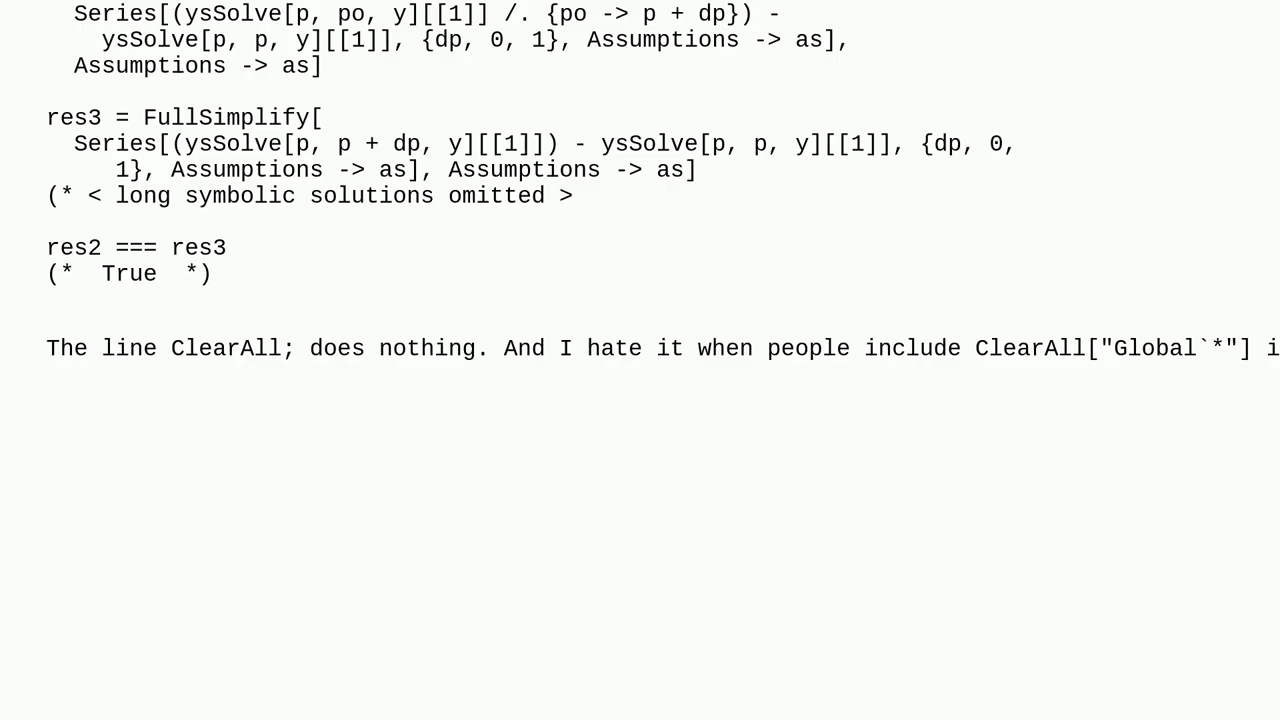 Series[(ysSolve[p, po, y][[1]] /. {po -> p + dp}) -
ysSolve[p, p, y][[1]], {dp, 0, 1}, Assumptions -> as],
Assumptions -> as]
res3 = FullSimplify[
Series[(ysSolve[p, p + dp, y][[1]]) - ysSolve[p, p, y][[1]], {dp, 0,
1}, Assumptions -> as], Assumptions -> as]
(* < long symbolic solutions omitted >
res2 === res3
(*  True  *)
The line ClearAll; does nothing. And I hate it when people include ClearAll["Global`*"] i